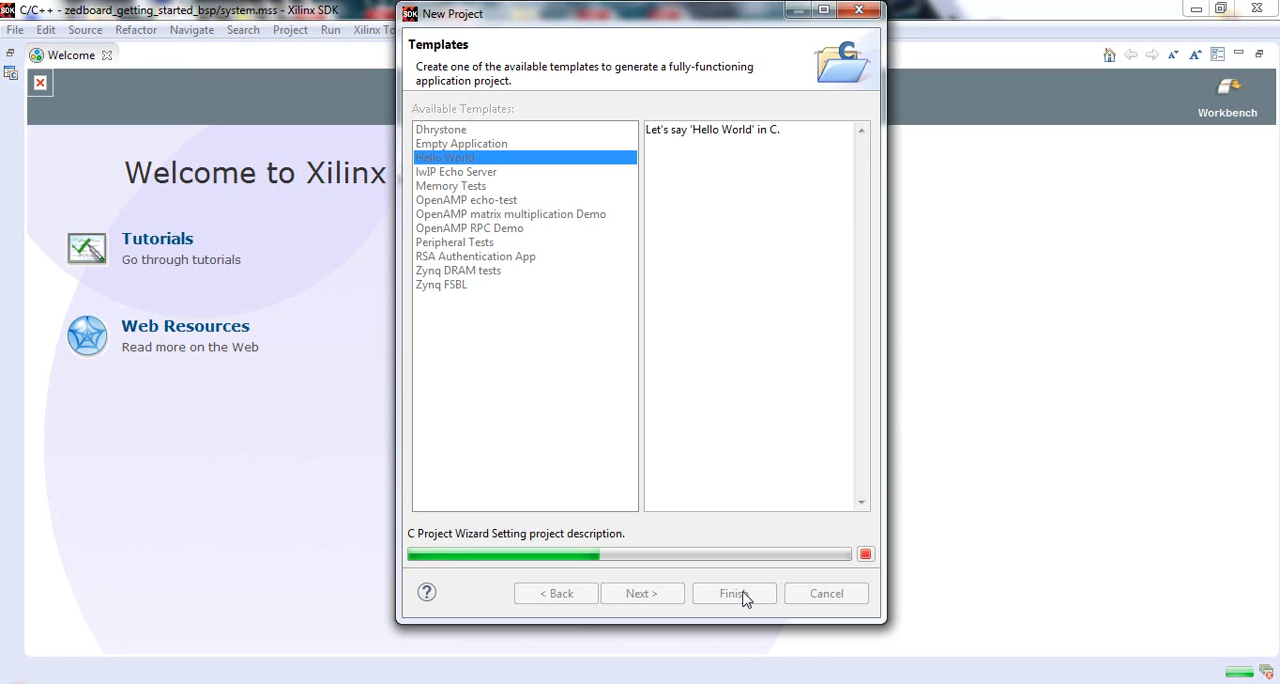 C/C++ - zedboard_getting_started_bsp/system.mss - Xilinx SDK
File Edit Source Refactor Navigate Search Project Run Xilinx To
Welcome
Workbench
Welcome to Xilinx
Tutorials
Go through tutorials
Web Resources
Read more on the Web
SDK New Project
Templates
Create one of the available templates to generate a fully-functioning
application project.
Available Templates:
Dhrystone
Empty Application
Hello World
lwIP Echo Server
Memory Tests
OpenAMP echo-test
OpenAMP matrix multiplication Demo
OpenAMP RPC Demo
Peripheral Tests
RSA Authentication App
Zynq DRAM tests
Zynq FSBL
Let's say 'Hello World' in C.
C Project Wizard Setting project description.
< Back
Next >
Finish
Cancel